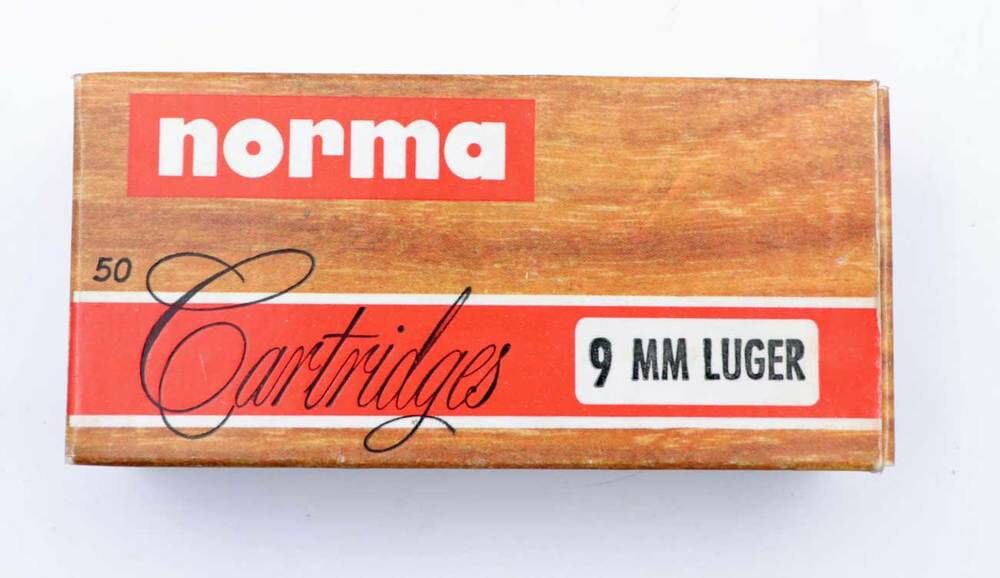 norma
50 Cartridges
9 MM LUGER